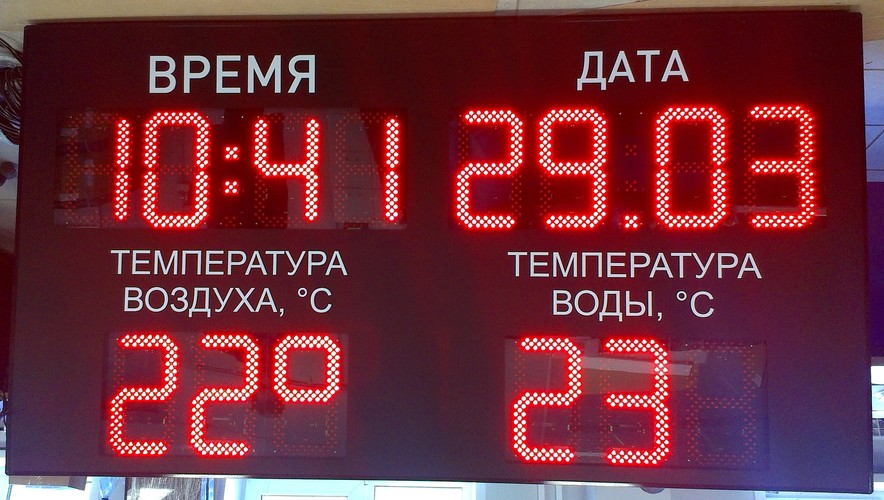 ВРЕМЯ
ДАТА
10:41
29.03
ТЕМПЕРАТУРА
ВОЗДУХА, °С
ТЕМПЕРАТУРА
ВОДЫ, °С
22°
23